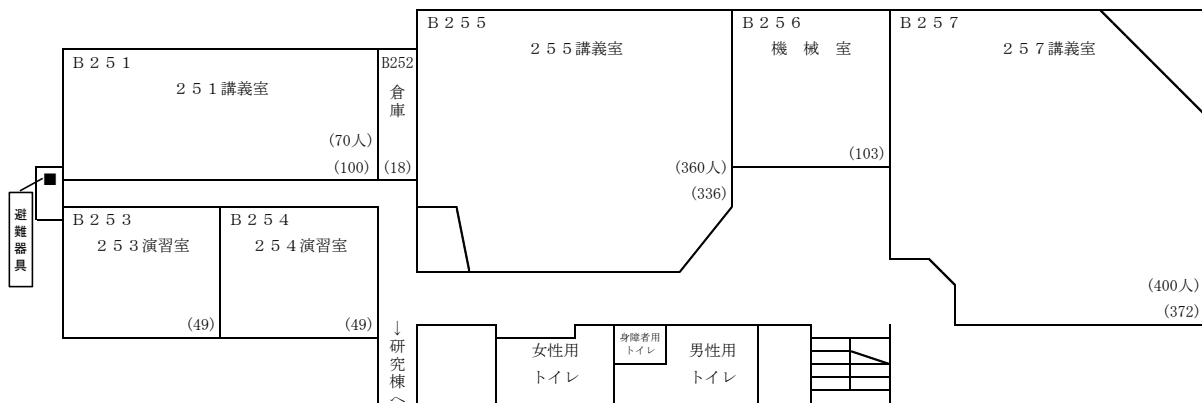 Ｂ２５１
２５１講義室
(70人)
(100)
B252
倉庫
(18)
Ｂ２５５
２５５講義室
(360人)
(336)
Ｂ２５６
機　械　室
(103)
Ｂ２５７
２５７講義室
(400人)
(372)
避難器具
Ｂ２５３
２５３演習室
(49)
Ｂ２５４
２５４演習室
(49)
↓研究棟へ
女性用
トイレ
身障者用
トイレ
男性用
トイレ